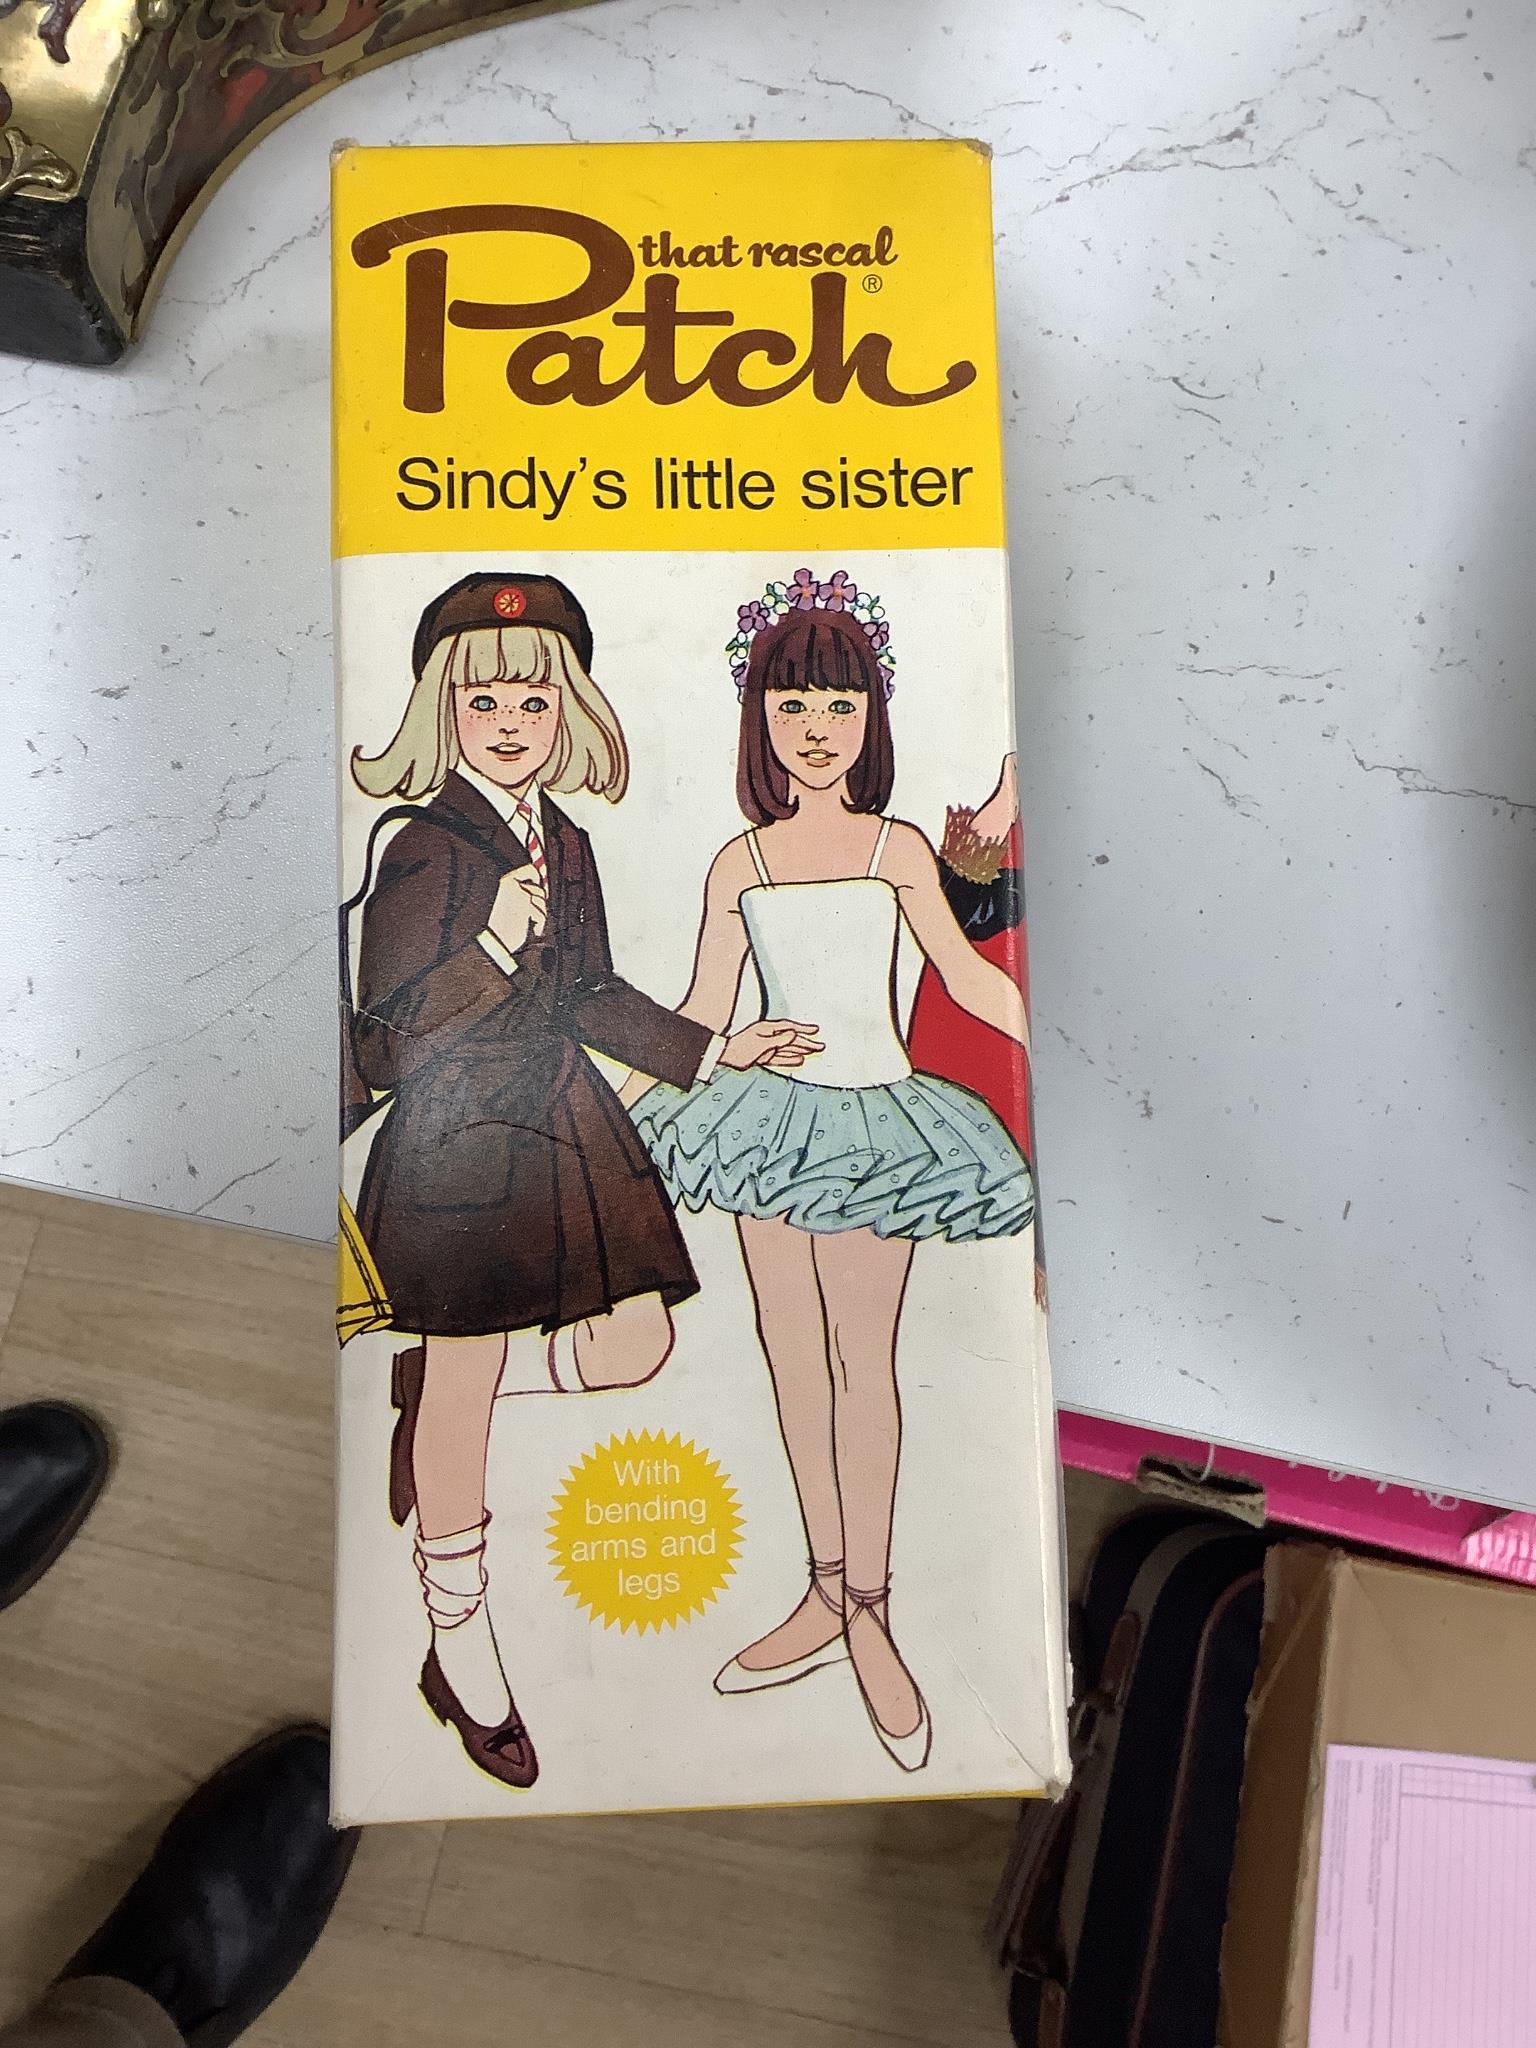 that rascal
Patch®
Sindy's little sister
With
bending
arms and
legs